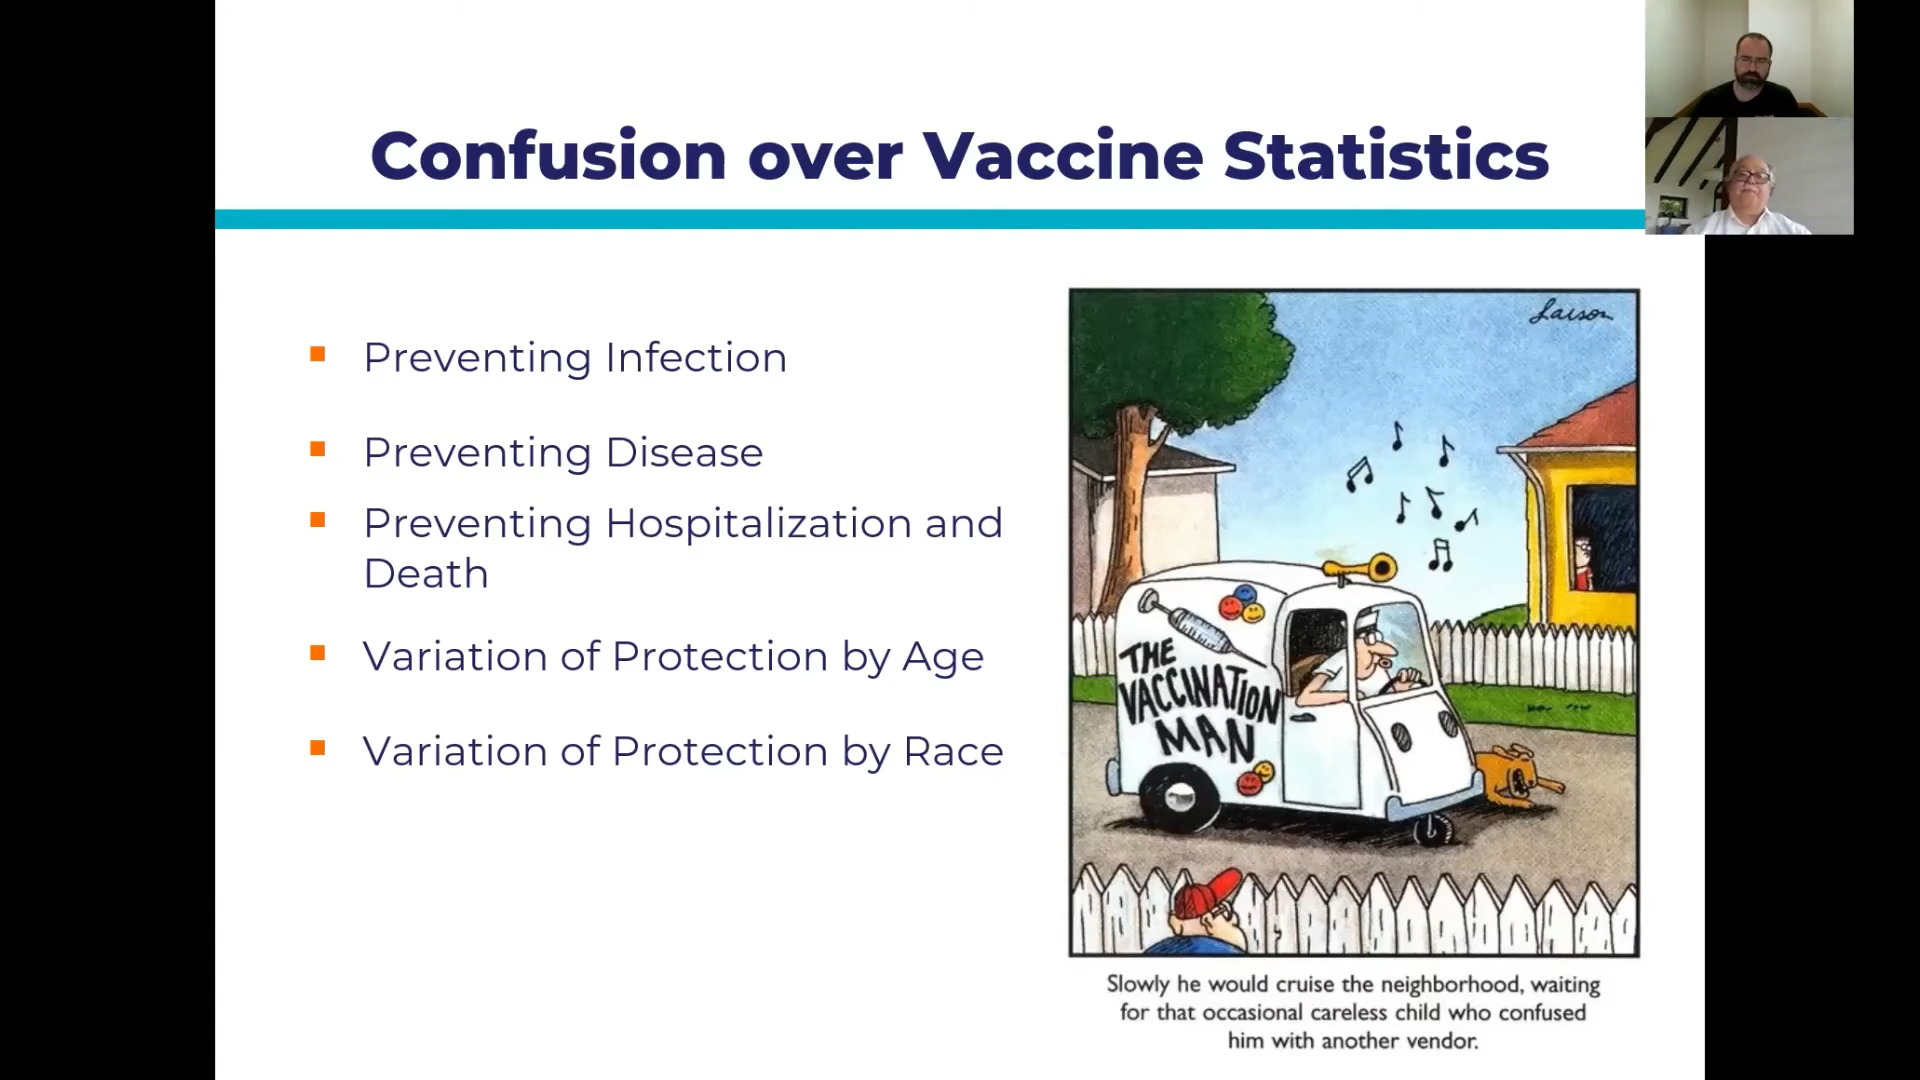 Confusion over Vaccine Statistics
Preventing Infection
Preventing Disease
Preventing Hospitalization and
Death
Variation of Protection by Age
Variation of Protection by Race
Larson
THE
VACCINATION
MAN
Slowly he would cruise the neighborhood, waiting
for that occasional careless child who confused
him with another vendor.